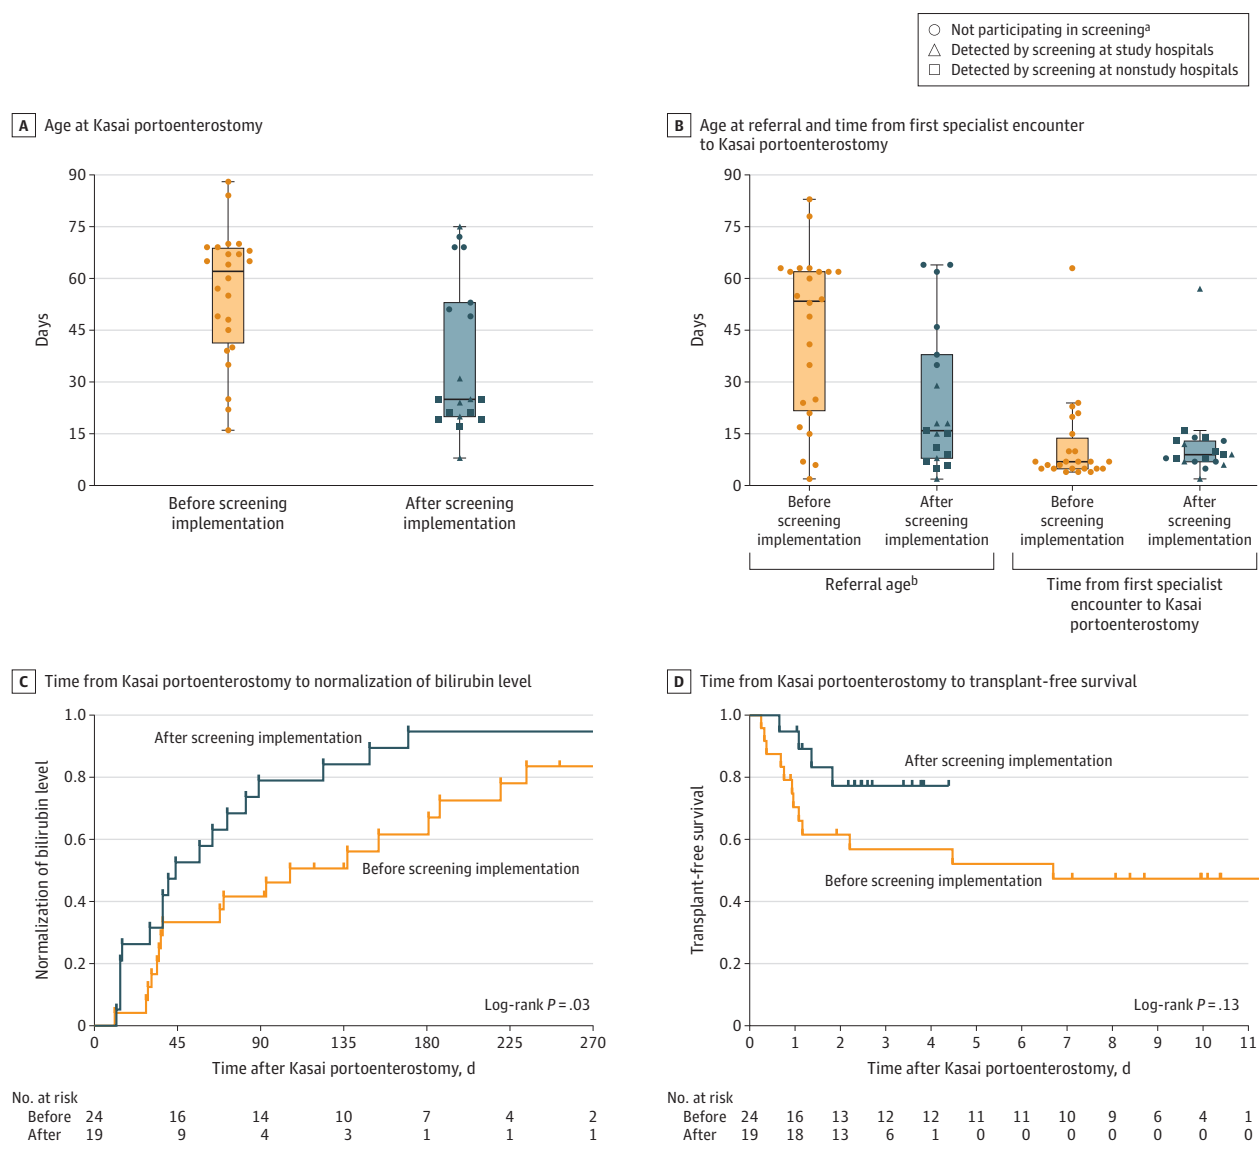 ○ Not participating in screeningᵃ
△ Detected by screening at study hospitals
□ Detected by screening at nonstudy hospitals
A Age at Kasai portoenterostomy
90
75
60
45
30
15
0
Days
Before screening
implementation
After screening
implementation
B Age at referral and time from first specialist encounter
to Kasai portoenterostomy
90
75
60
45
30
15
0
Days
Before
screening
implementation
After
screening
implementation
Before
screening
implementation
After
screening
implementation
Referral ageᵇ
Time from first specialist
encounter to Kasai
portoenterostomy
C Time from Kasai portoenterostomy to normalization of bilirubin level
1.0
0.8
0.6
0.4
0.2
0
Normalization of bilirubin level
After screening implementation
Before screening implementation
Log-rank P = .03
0 45 90 135 180 225 270
Time after Kasai portoenterostomy, d
No. at risk
Before 24 16 14 10 7 4 2
After 19 9 4 3 1 1 1
D Time from Kasai portoenterostomy to transplant-free survival
1.0
0.8
0.6
0.4
0.2
0
Transplant-free survival
After screening implementation
Before screening implementation
Log-rank P = .13
0 1 2 3 4 5 6 7 8 9 10 11
Time after Kasai portoenterostomy, d
No. at risk
Before 24 16 13 12 12 11 11 10 9 6 4 1
After 19 18 13 6 1 0 0 0 0 0 0 0